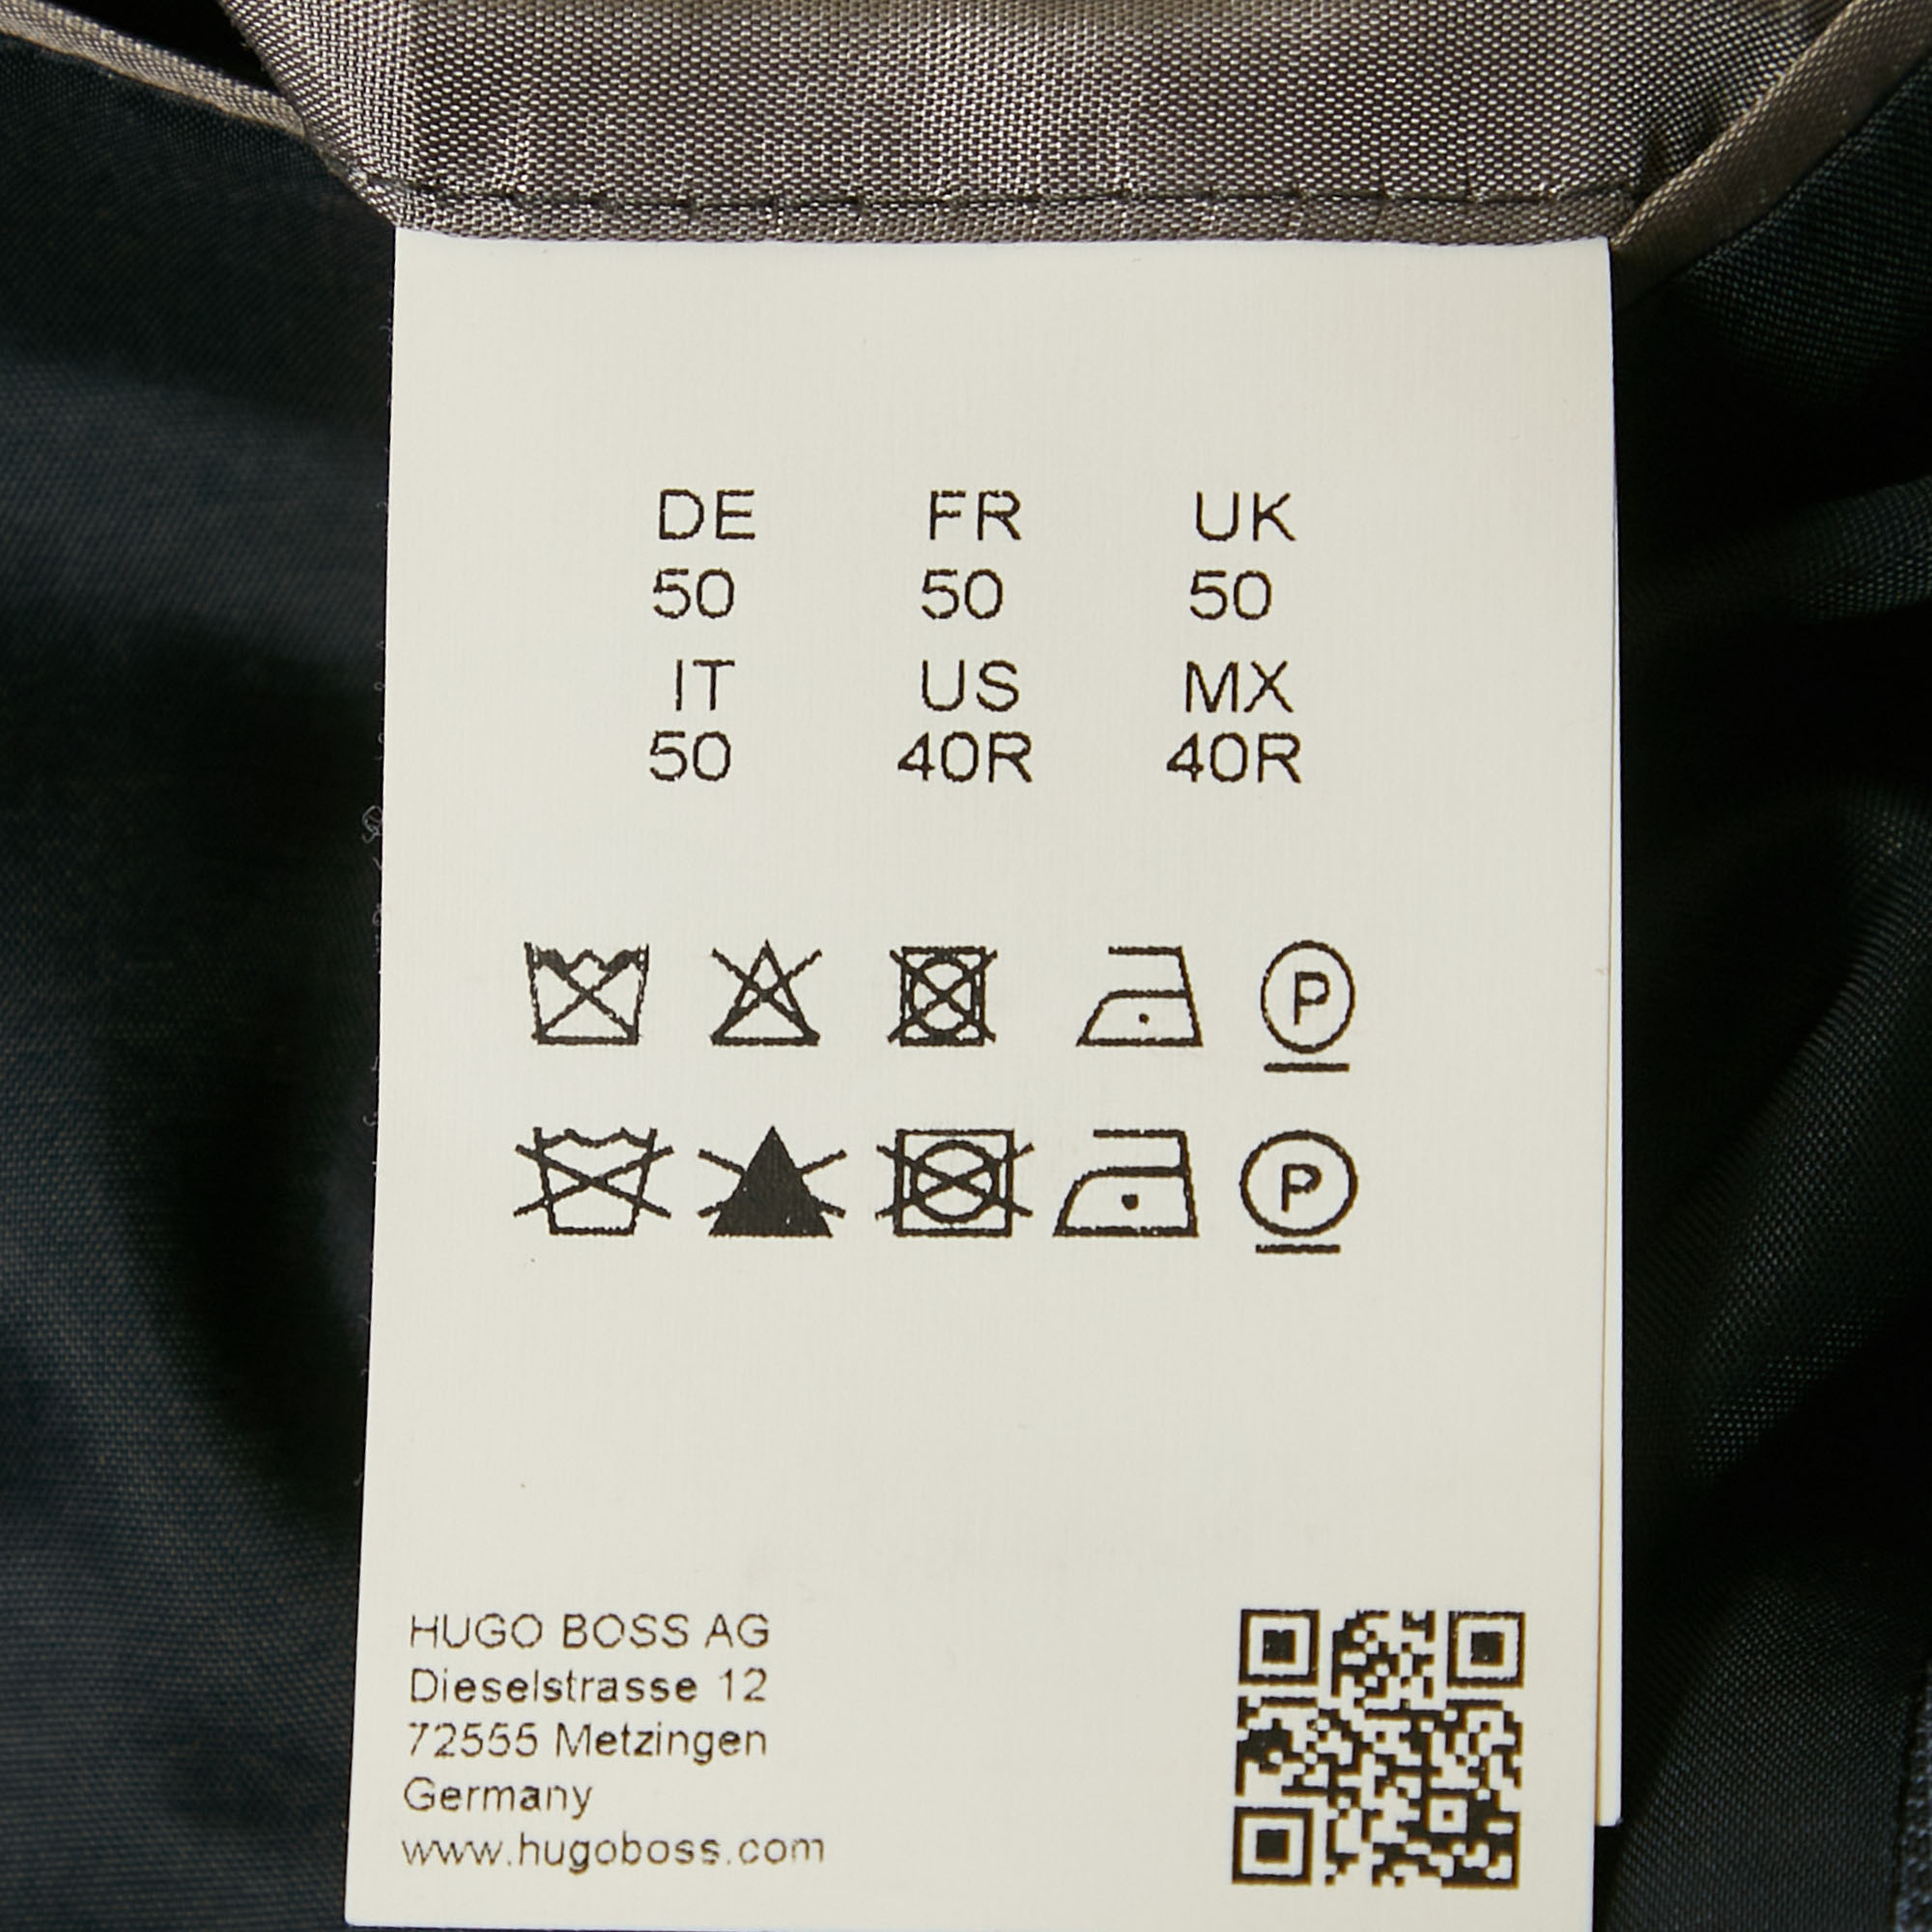 DE FR UK
50 50 50
IT US MX
50 40R 40R
P
P
HUGO BOSS AG
Dieselstrasse 12
72555 Metzingen
Germany
www.hugoboss.com